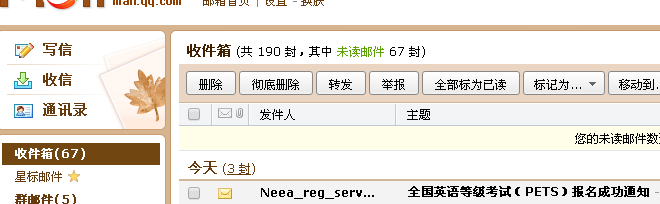 mail.qq.com 邮箱首页 | 设置 - 换肤
写信
收信
通讯录
收件箱(67)
星标邮件
群邮件(5)
收件箱 (共 190 封，其中 未读邮件 67 封)
删除 彻底删除 转发 举报 全部标为已读 标记为... 移动到..
发件人 主题
您的未读邮件数
今天 (3 封)
Neea_reg_serv... 全国英语等级考试（PETS）报名成功通知 -